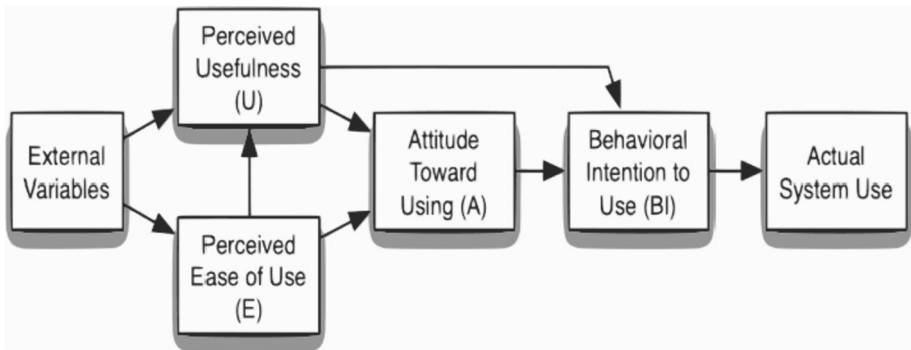 External
Variables
Perceived
Usefulness
(U)
Perceived
Ease of Use
(E)
Attitude
Toward
Using (A)
Behavioral
Intention to
Use (BI)
Actual
System Use